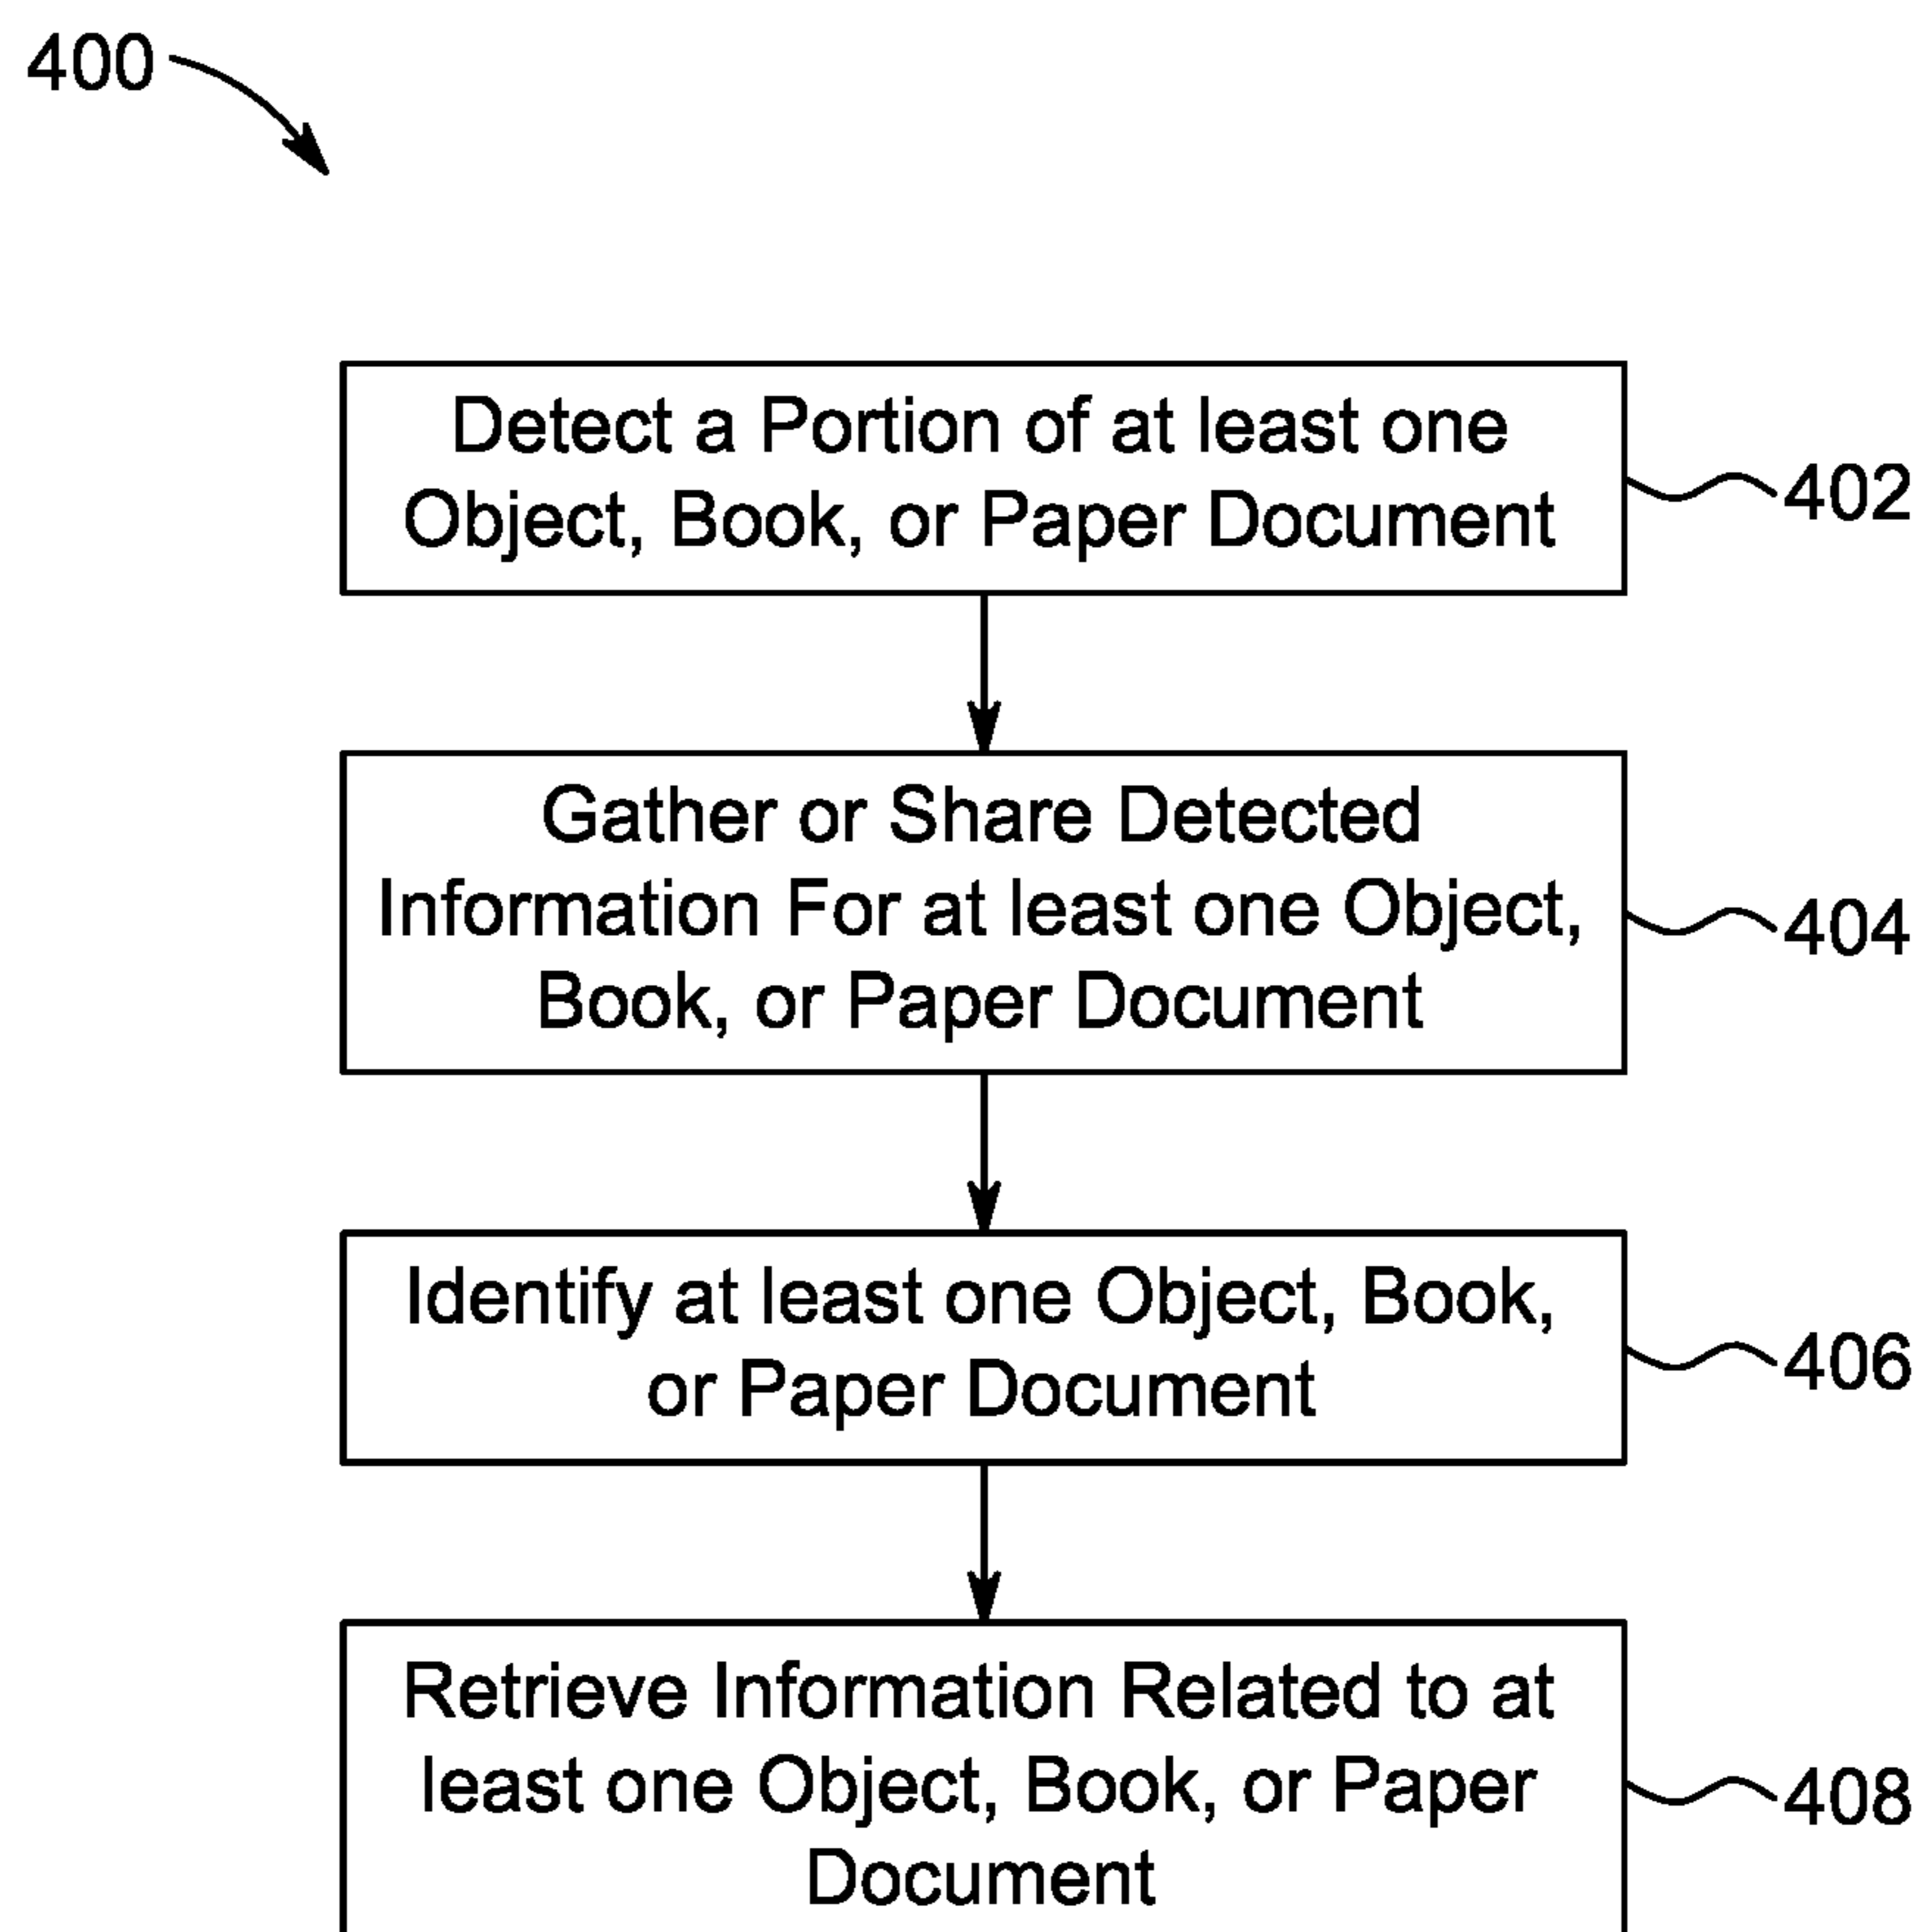 400
Detect a Portion of at least one
Object, Book, or Paper Document
402
Gather or Share Detected
Information For at least one Object,
Book, or Paper Document
404
Identify at least one Object, Book,
or Paper Document
406
Retrieve Information Related to at
least one Object, Book, or Paper
Document
408